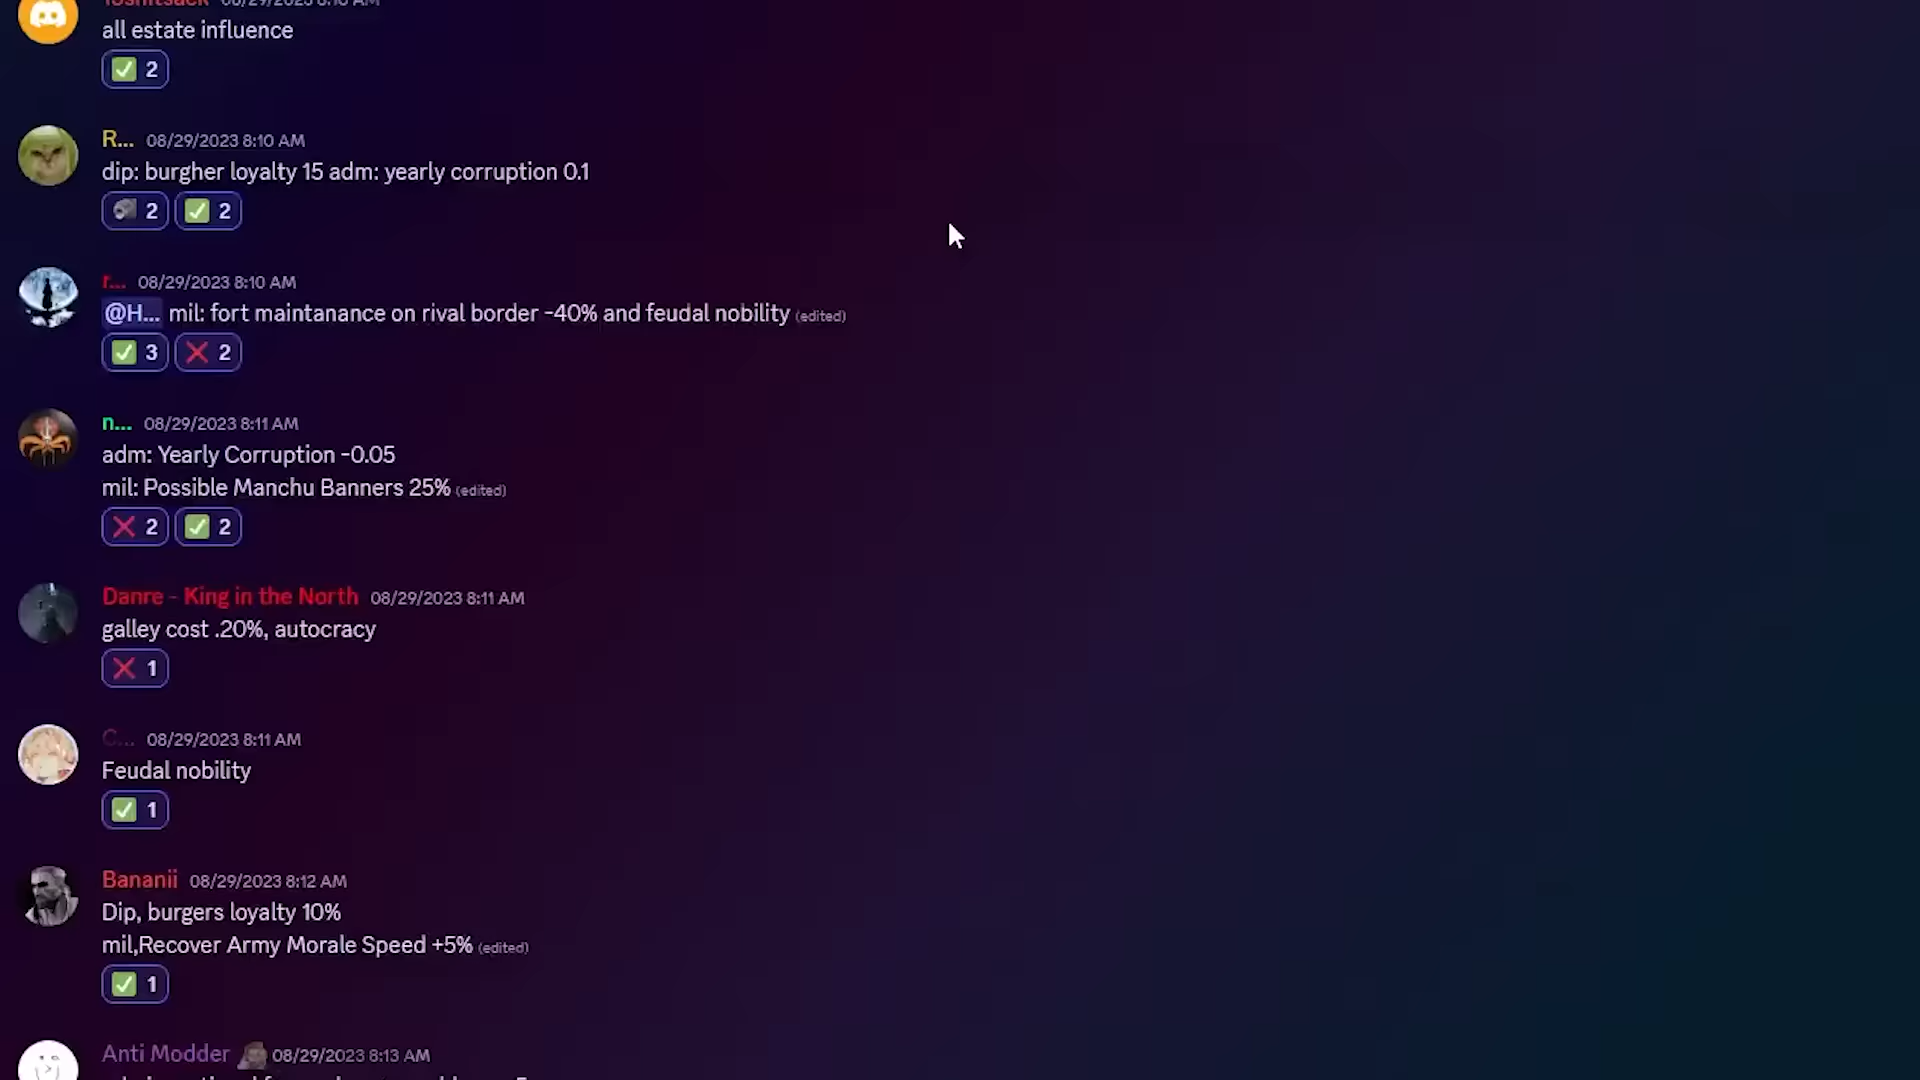 all estate influence
2
R... 08/29/2023 8:10 AM
dip: burgher loyalty 15 adm: yearly corruption 0.1
2 2
r... 08/29/2023 8:10 AM
@H... mil: fort maintanance on rival border -40% and feudal nobility (edited)
3 2
n... 08/29/2023 8:11 AM
adm: Yearly Corruption -0.05
mil: Possible Manchu Banners 25% (edited)
2 2
Danre - King in the North 08/29/2023 8:11 AM
galley cost .20%, autocracy
1
C... 08/29/2023 8:11 AM
Feudal nobility
1
Bananii 08/29/2023 8:12 AM
Dip, burgers loyalty 10%
mil,Recover Army Morale Speed +5% (edited)
1
Anti Modder 08/29/2023 8:13 AM